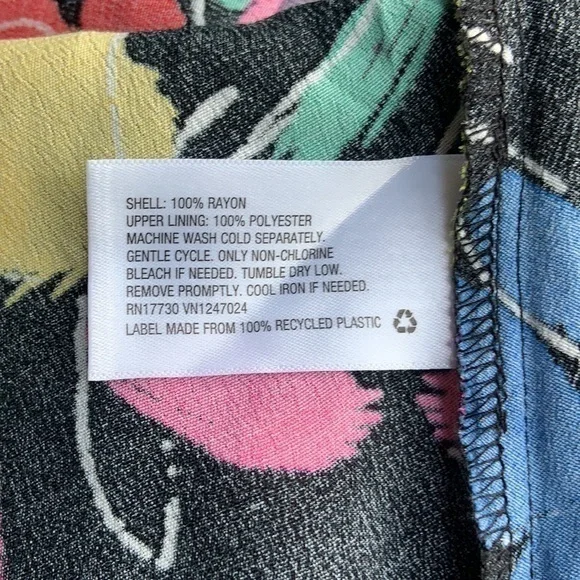 SHELL: 100% RAYON
UPPER LINING: 100% POLYESTER
MACHINE WASH COLD SEPARATELY.
GENTLE CYCLE. ONLY NON-CHLORINE
BLEACH IF NEEDED. TUMBLE DRY LOW.
REMOVE PROMPTLY. COOL IRON IF NEEDED.
RN17730 VN1247024
LABEL MADE FROM 100% RECYCLED PLASTIC